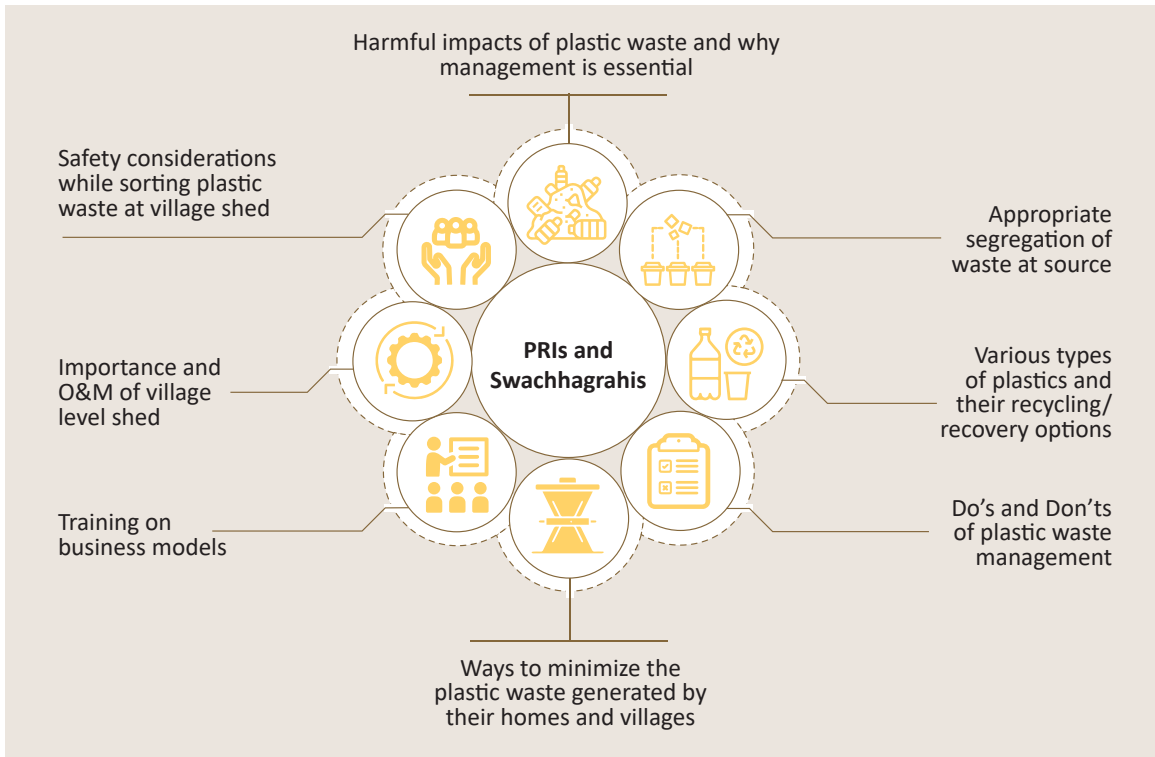 Harmful impacts of plastic waste and why
management is essential
Safety considerations
while sorting plastic
waste at village shed
Appropriate
segregation of
waste at source
PRIs and
Swachhagrahis
Importance and
O&M of village
level shed
Various types
of plastics and
their recycling/
recovery options
Training on
business models
Do’s and Don’ts
of plastic waste
management
Ways to minimize the
plastic waste generated by
their homes and villages